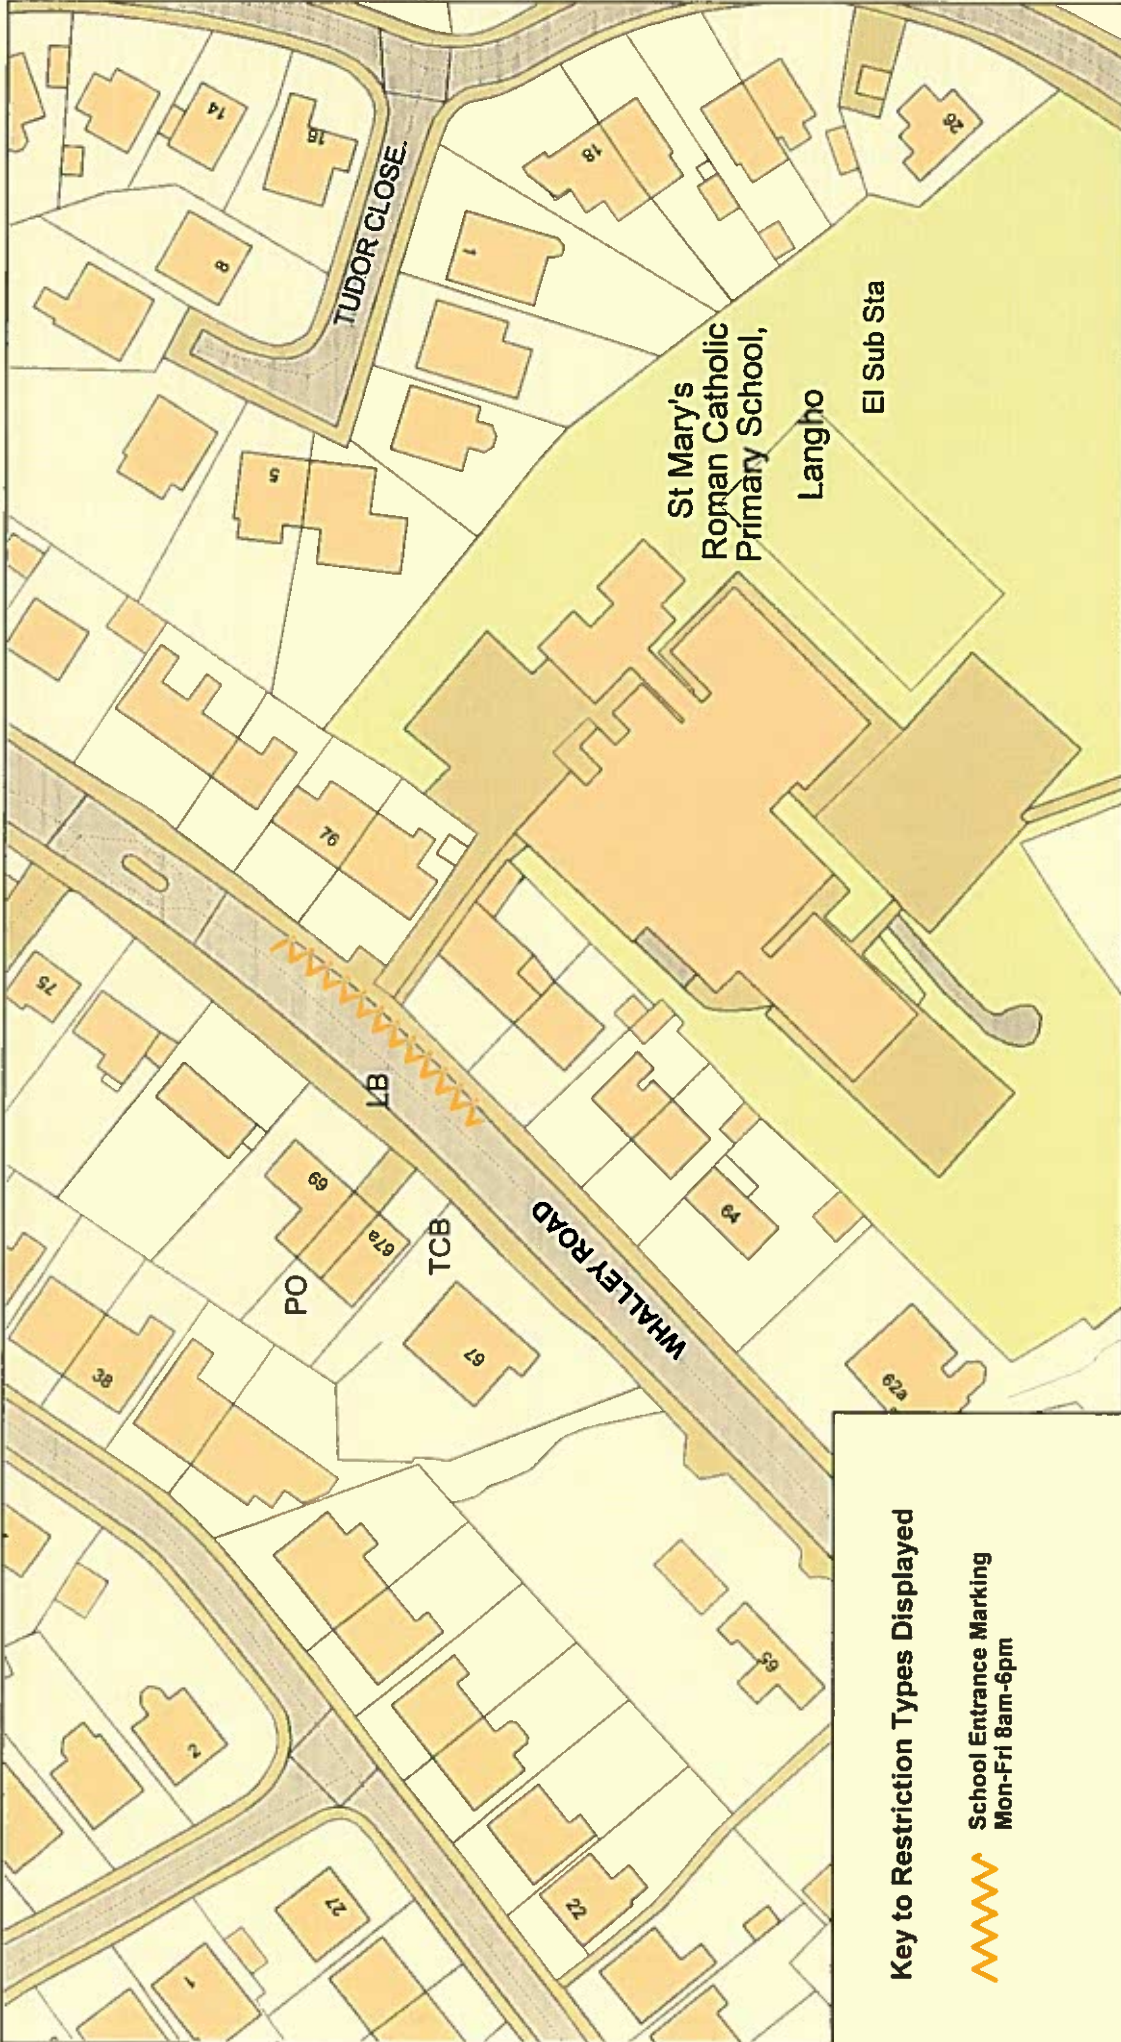 TUDOR CLOSE
14
16
8
18
1
26
5
St Mary's
Roman Catholic
Primary School,
Langho
El Sub Sta
76
75
LB
69
67a
PO
TCB
WHALLEY ROAD
64
67
38
62a
65
2
22
27
1
Key to Restriction Types Displayed
School Entrance Marking
Mon-Fri 8am-6pm